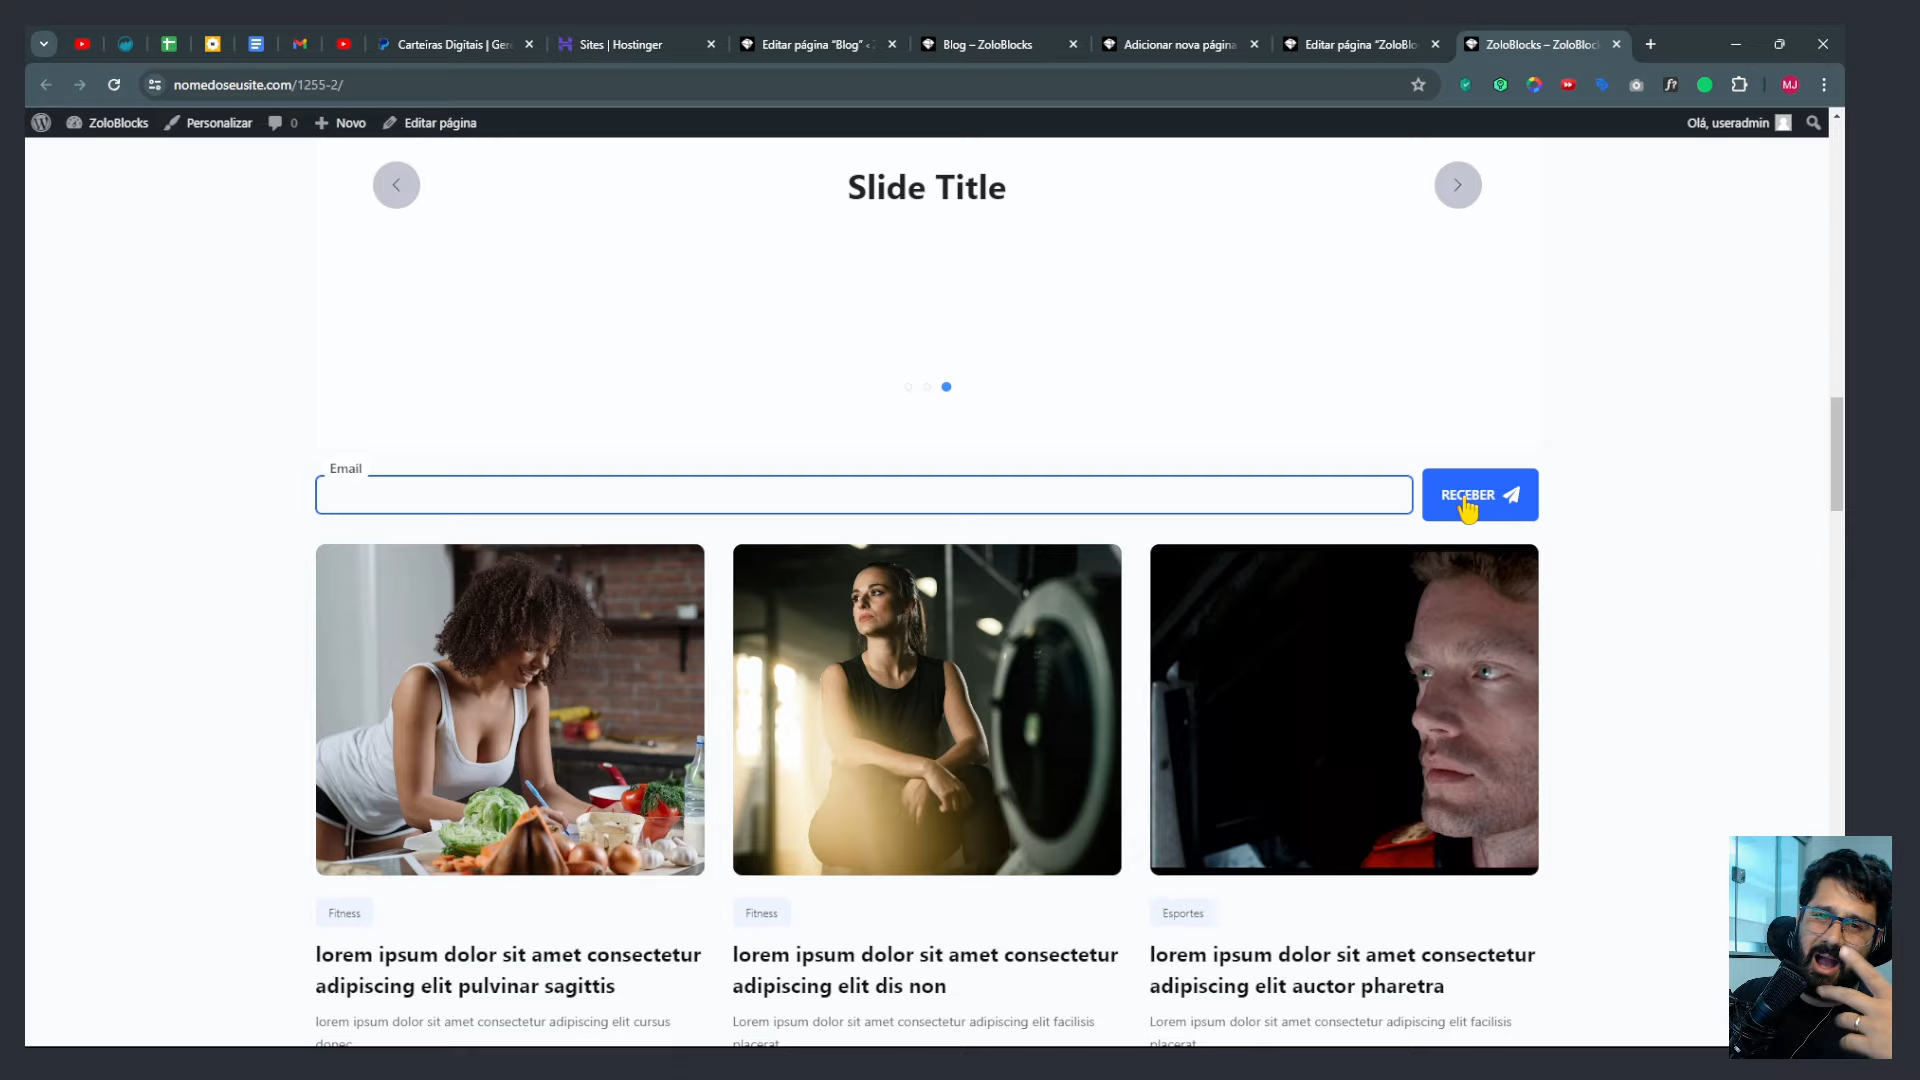 Carteiras Digitais | Ger
Sites | Hostinger
Editar página "Blog" ‹
Blog – ZoloBlocks
Adicionar nova página
Editar página "ZoloBlo
ZoloBlocks – ZoloBloc
nomedoseusite.com/1255-2/
MJ
ZoloBlocks
Personalizar
0
Novo
Editar página
Olá, useradmin
Slide Title
Email
RECEBER
Fitness
Fitness
Esportes
lorem ipsum dolor sit amet consectetur
adipiscing elit pulvinar sagittis
lorem ipsum dolor sit amet consectetur
adipiscing elit dis non
lorem ipsum dolor sit amet consectetur
adipiscing elit auctor pharetra
lorem ipsum dolor sit amet consectetur adipiscing elit cursus
donec
Lorem ipsum dolor sit amet consectetur adipiscing elit facilisis
placerat
Lorem ipsum dolor sit amet consectetur adipiscing elit facilisis
placerat